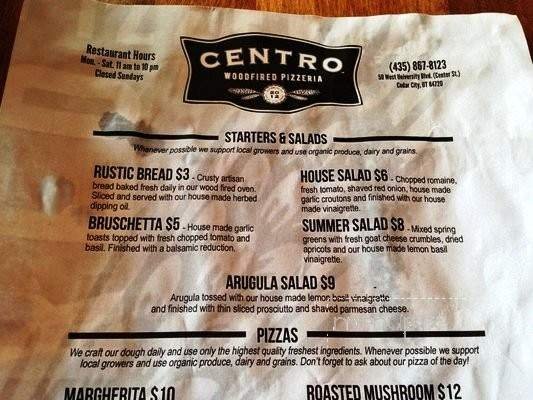 Restaurant Hours
Mon. - Sat. 11 am to 10 pm
Closed Sundays
CENTRO
WOODFIRED PIZZERIA
2012
(435) 867-8123
50 West University Blvd. (Center St.)
Cedar City, UT 84720
STARTERS & SALADS
Whenever possible we support local growers and use organic produce, dairy and grains.
RUSTIC BREAD $3 - Crusty artisan
bread baked fresh daily in our wood fired oven.
Sliced and served with our house made herbed
dipping oil.
BRUSCHETTA $5 - House made garlic
toasts topped with fresh chopped tomato and
basil. Finished with a balsamic reduction.
HOUSE SALAD $6 - Chopped romaine,
fresh tomato, shaved red onion, house made
garlic croutons and finished with our house
made vinaigrette.
SUMMER SALAD $8 - Mixed spring
greens with fresh goat cheese crumbles, dried
apricots and our house made lemon basil
vinaigrette.
ARUGULA SALAD $9
Arugula tossed with our house made lemon basil vinaigrette
and finished with thin sliced prosciutto and shaved parmesan cheese.
PIZZAS
We craft our dough daily and use only the highest quality freshest ingredients. Whenever possible we support
local growers and use organic produce, dairy and grains. Don't forget to ask about our pizza of the day!
MARGHERITA $10
ROASTED MUSHROOM $12